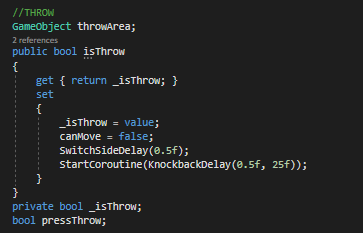 //THROW
GameObject throwArea;
2 references
public bool isThrow
{
get { return _isThrow; }
set
{
_isThrow = value;
canMove = false;
SwitchSideDelay(0.5f);
StartCoroutine(KnockbackDelay(0.5f, 25f));
}
}
private bool _isThrow;
bool pressThrow;